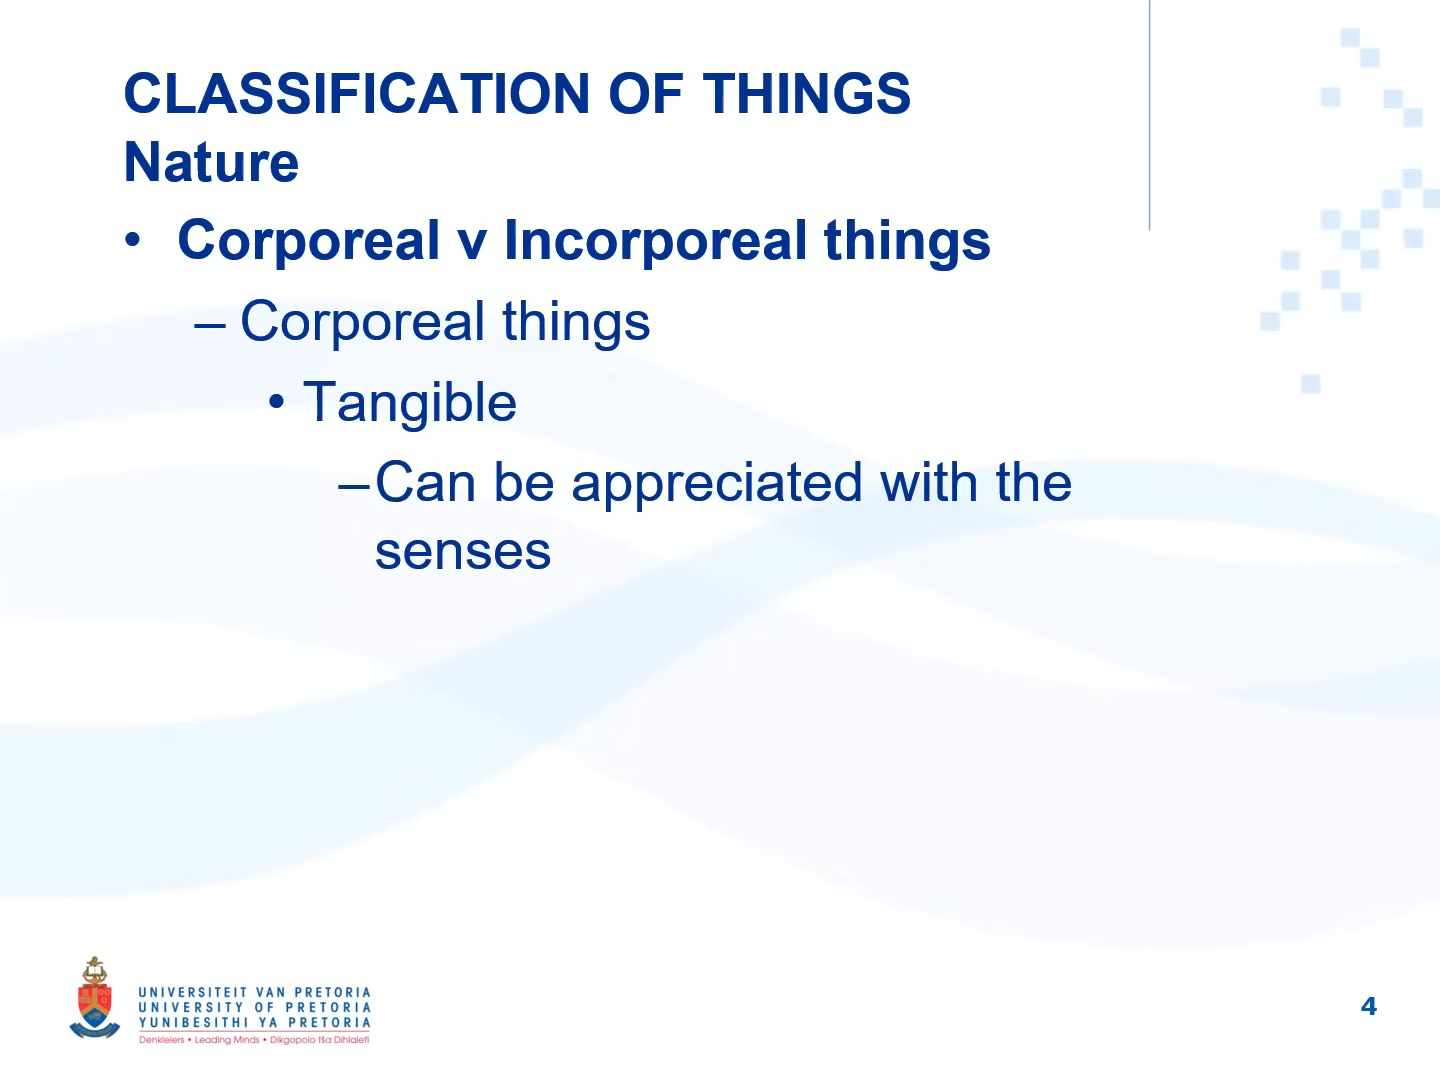 CLASSIFICATION OF THINGS
Nature
• Corporeal v Incorporeal things
– Corporeal things
• Tangible
–Can be appreciated with the
senses
UNIVERSITEIT VAN PRETORIA
UNIVERSITY OF PRETORIA
YUNIBESITHI YA PRETORIA
Denkleiers • Leading Minds • Dikgopolo tša Dihlalefi
4